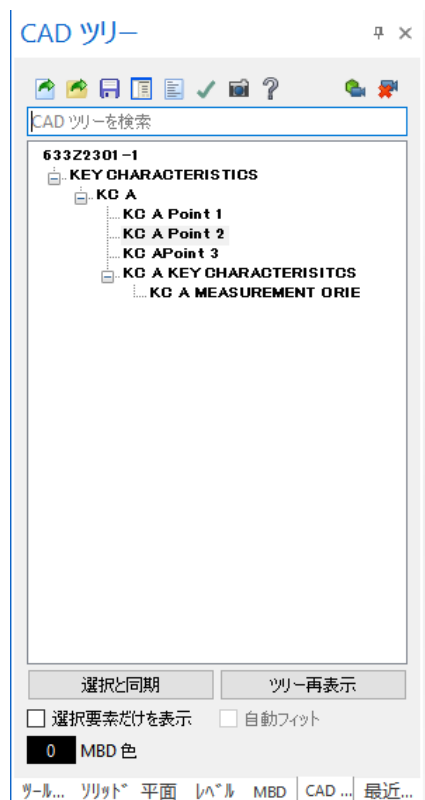 CAD ツリー
CAD ツリーを検索
633Z2301-1
KEY CHARACTERISTICS
KC A
KC A Point 1
KC A Point 2
KC APoint 3
KC A KEY CHARACTERISITCS
KC A MEASUREMENT ORIE
選択と同期 ツリー再表示
選択要素だけを表示 自動フィット
0 MBD 色
ツール... ソリッド 平面 レベル MBD CAD ... 最近...